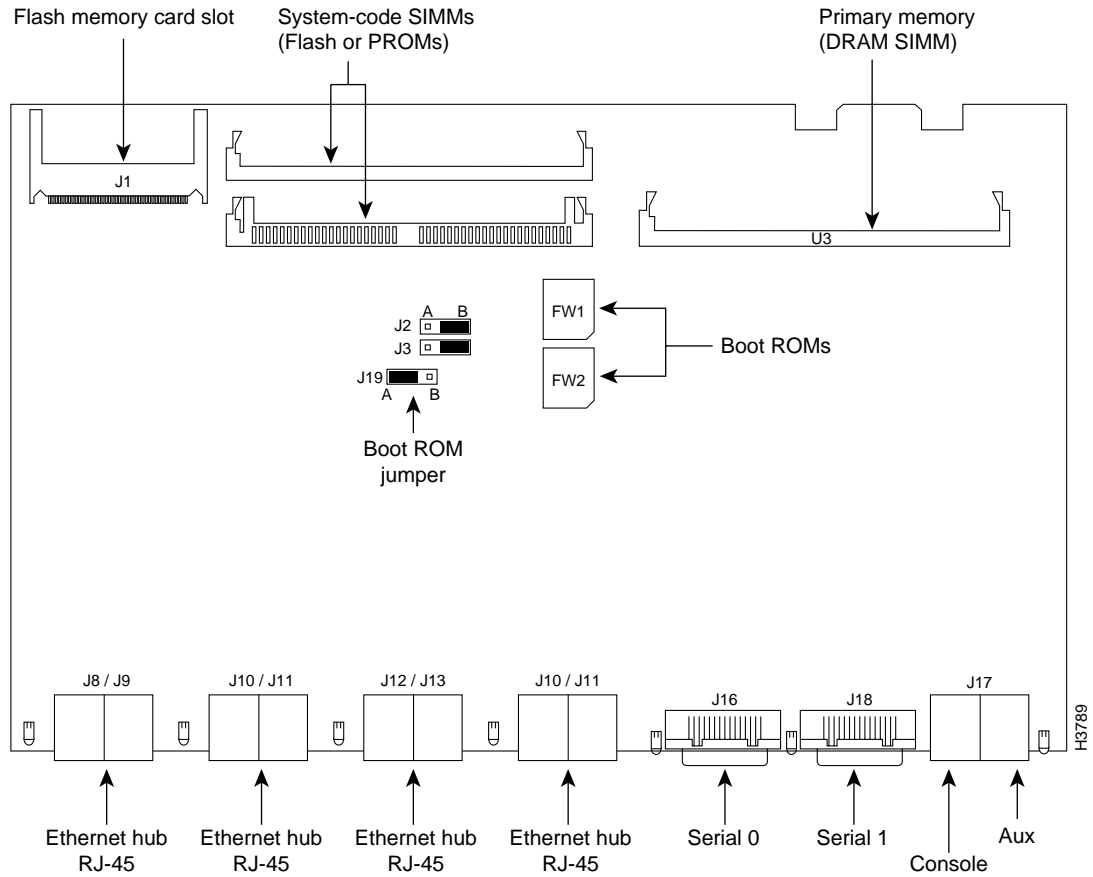 Flash memory card slot
System-code SIMMs
(Flash or PROMs)
Primary memory
(DRAM SIMM)
J1
U3
A B
J2
J3
J19
A B
FW1
FW2
Boot ROMs
Boot ROM
jumper
J8 / J9
J10 / J11
J12 / J13
J10 / J11
J16
J18
J17
H3789
Ethernet hub
RJ-45
Ethernet hub
RJ-45
Ethernet hub
RJ-45
Ethernet hub
RJ-45
Serial 0
Serial 1
Console
Aux